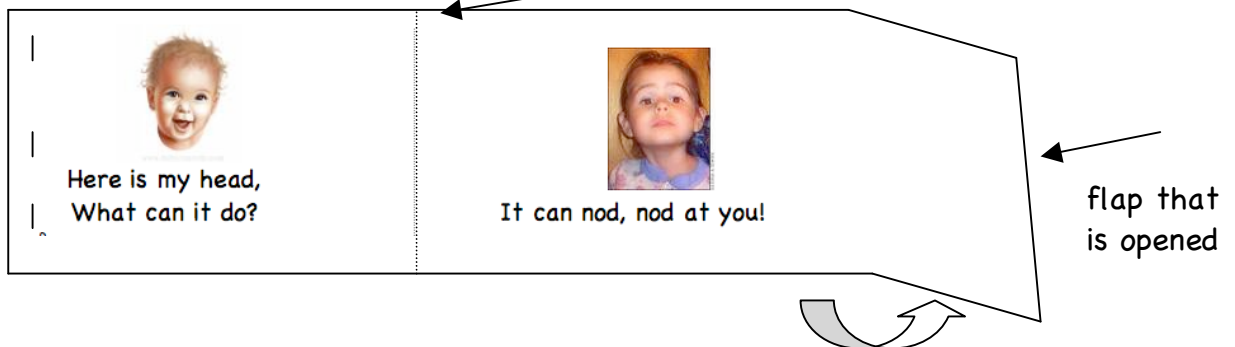 Here is my head,
What can it do?
It can nod, nod at you!
flap that
is opened